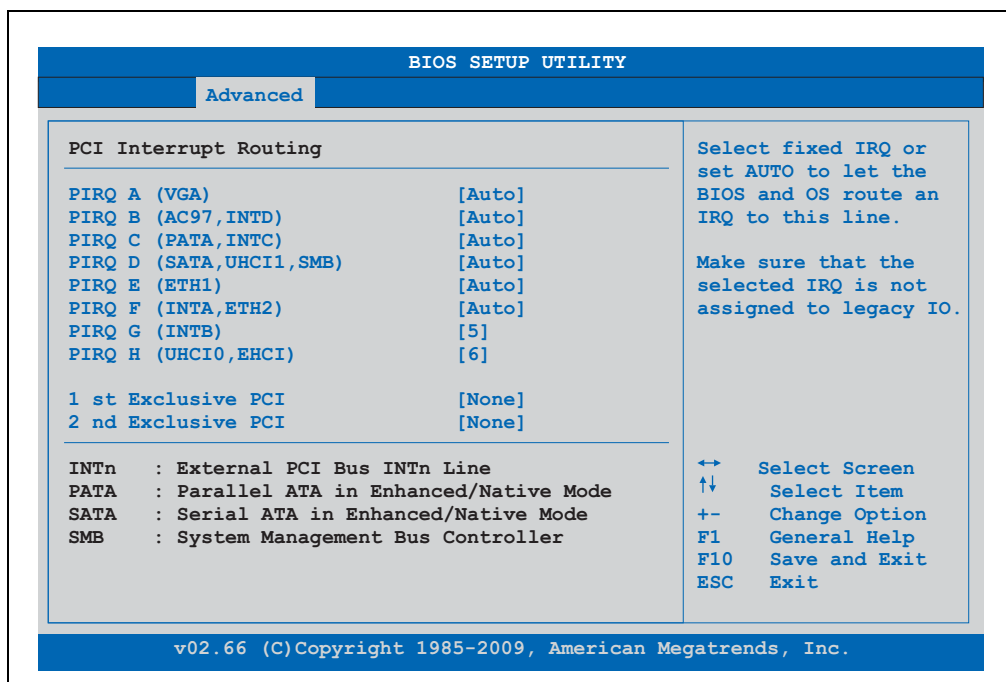 BIOS SETUP UTILITY
Advanced
PCI Interrupt Routing
PIRQ A (VGA) [Auto]
PIRQ B (AC97,INTD) [Auto]
PIRQ C (PATA,INTC) [Auto]
PIRQ D (SATA,UHCI1,SMB) [Auto]
PIRQ E (ETH1) [Auto]
PIRQ F (INTA,ETH2) [Auto]
PIRQ G (INTB) [5]
PIRQ H (UHCI0,EHCI) [6]
1 st Exclusive PCI [None]
2 nd Exclusive PCI [None]
INTn : External PCI Bus INTn Line
PATA : Parallel ATA in Enhanced/Native Mode
SATA : Serial ATA in Enhanced/Native Mode
SMB : System Management Bus Controller
Select fixed IRQ or
set AUTO to let the
BIOS and OS route an
IRQ to this line.
Make sure that the
selected IRQ is not
assigned to legacy IO.
↔ Select Screen
↑↓ Select Item
+- Change Option
F1 General Help
F10 Save and Exit
ESC Exit
v02.66 (C)Copyright 1985-2009, American Megatrends, Inc.